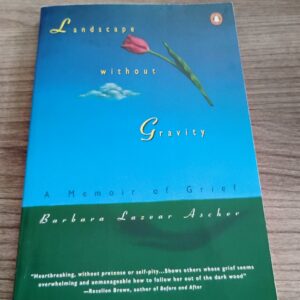 Landscape
without
Gravity
A Memoir of Grief
Barbara Lazear Ascher
"Heartbreaking, without pretense or self-pity...Shows others whose grief seems
overwhelming and unmanageable how to follow her out of the dark wood"
—Rosellen Brown, author of Before and After